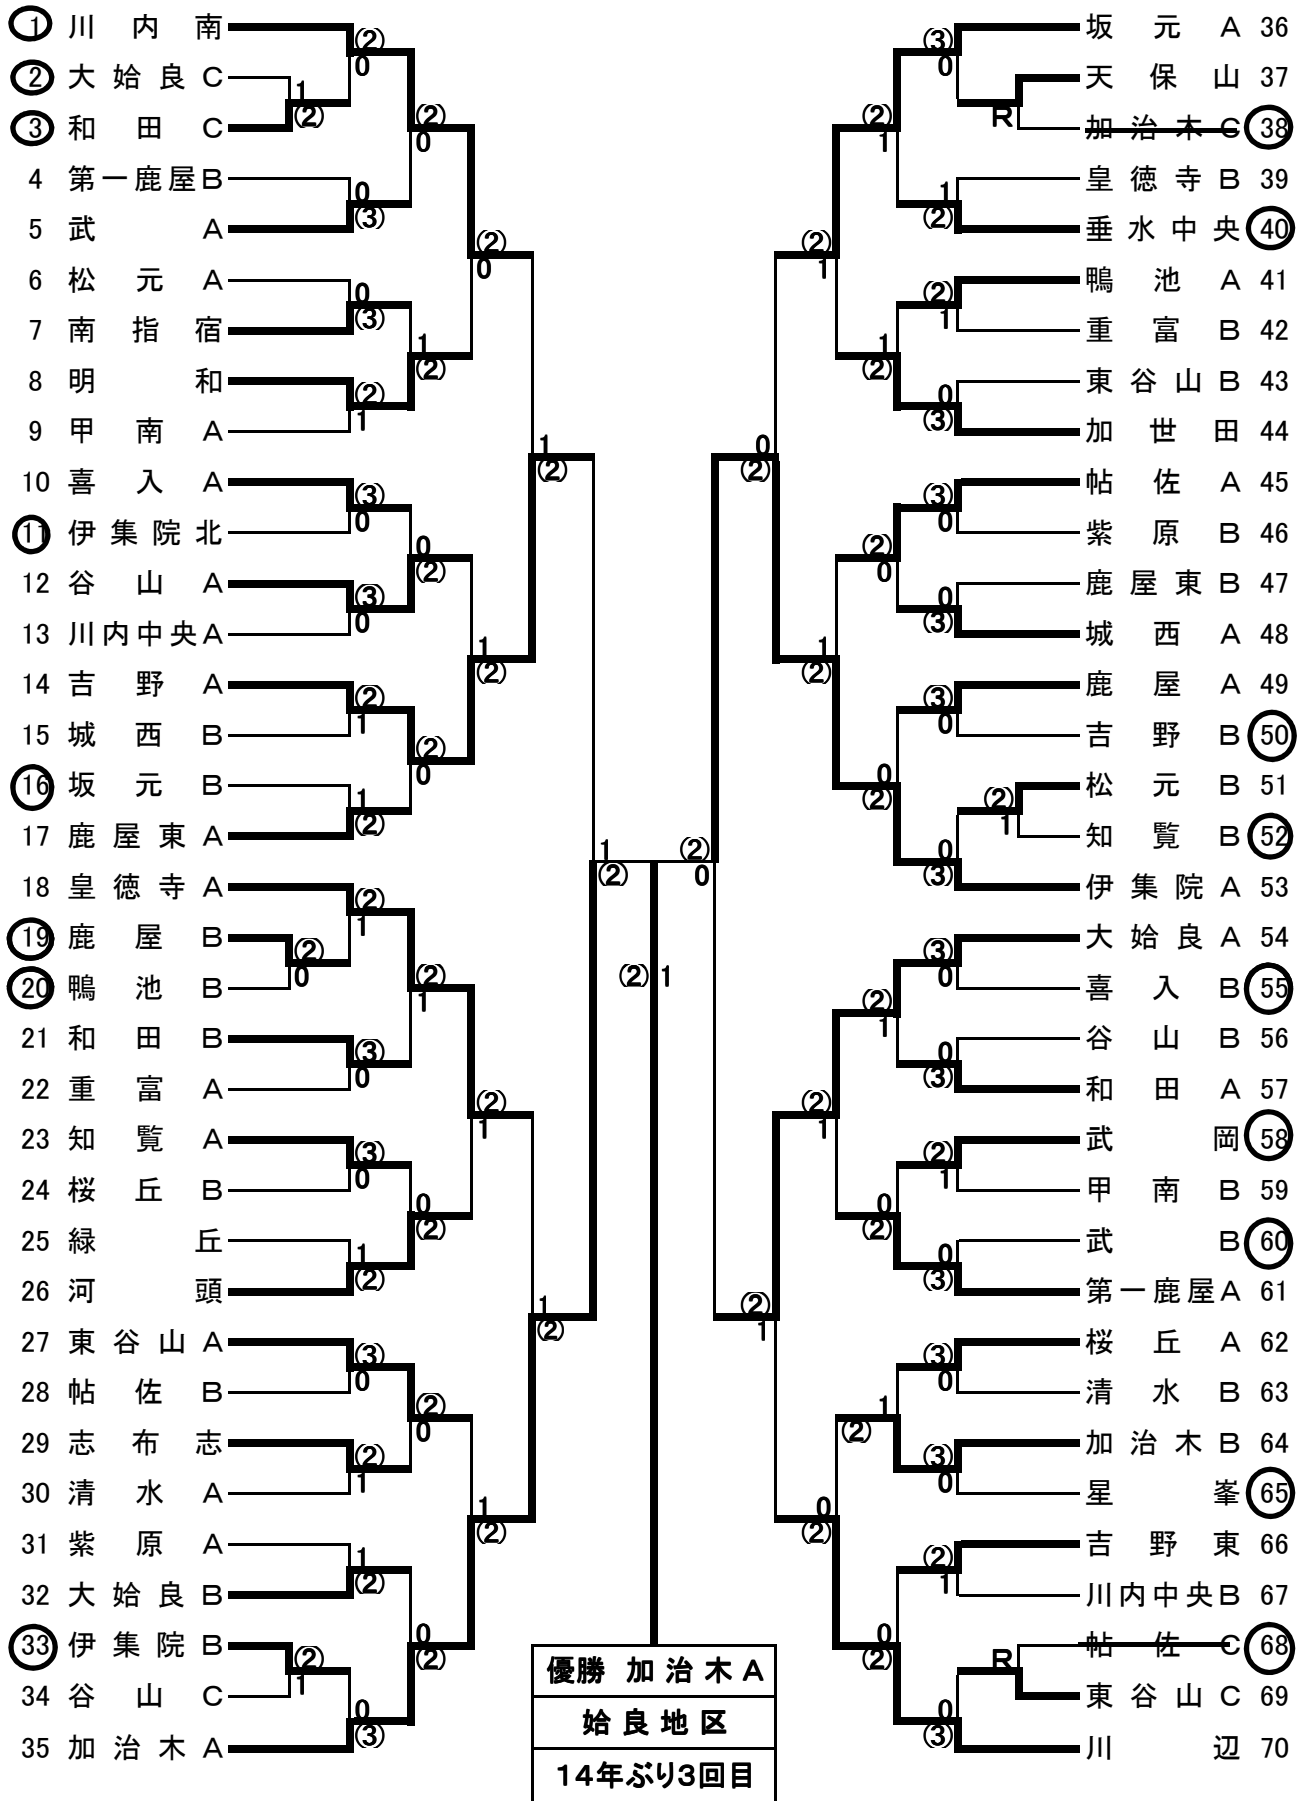 1 川内南
2 大姶良C
3 和田C
4 第一鹿屋B
5 武A
6 松元A
7 南指宿
8 明和
9 甲南A
10 喜入A
11 伊集院北
12 谷山A
13 川内中央A
14 吉野A
15 城西B
16 坂元B
17 鹿屋東A
18 皇徳寺A
19 鹿屋B
20 鴨池B
21 和田B
22 重富A
23 知覧A
24 桜丘B
25 緑丘
26 河頭
27 東谷山A
28 帖佐B
29 志布志
30 清水A
31 紫原A
32 大姶良B
33 伊集院B
34 谷山C
35 加治木A
坂元A 36
天保山 37
加治木C 38
皇徳寺B 39
垂水中央 40
鴨池A 41
重富B 42
東谷山B 43
加世田 44
帖佐A 45
紫原B 46
鹿屋東B 47
城西A 48
鹿屋A 49
吉野B 50
松元B 51
知覧B 52
伊集院A 53
大姶良A 54
喜入B 55
谷山B 56
和田A 57
武岡 58
甲南B 59
武B 60
第一鹿屋A 61
桜丘A 62
清水B 63
加治木B 64
星峯 65
吉野東 66
川内中央B 67
帖佐C 68
東谷山C 69
川辺 70
(2) 1
優勝 加治木A
姶良地区
14年ぶり3回目